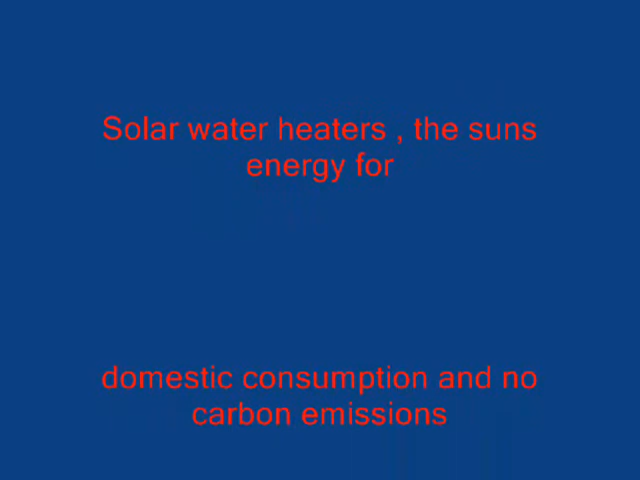 Solar water heaters , the suns
energy for
domestic consumption and no
carbon emissions